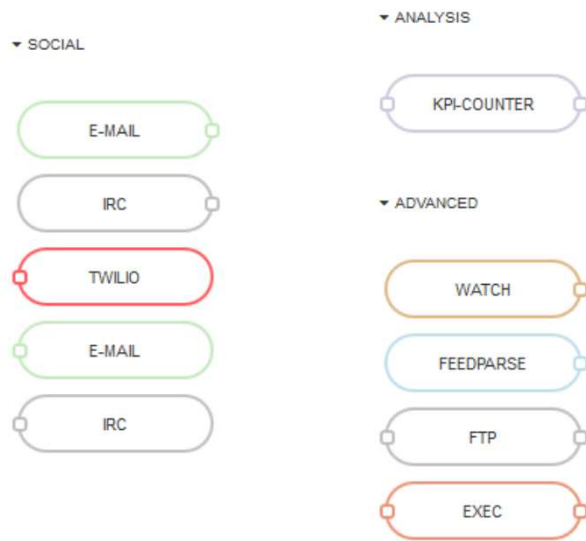 SOCIAL
E-MAIL
IRC
TWILIO
E-MAIL
IRC
ANALYSIS
KPI-COUNTER
ADVANCED
WATCH
FEEDPARSE
FTP
EXEC